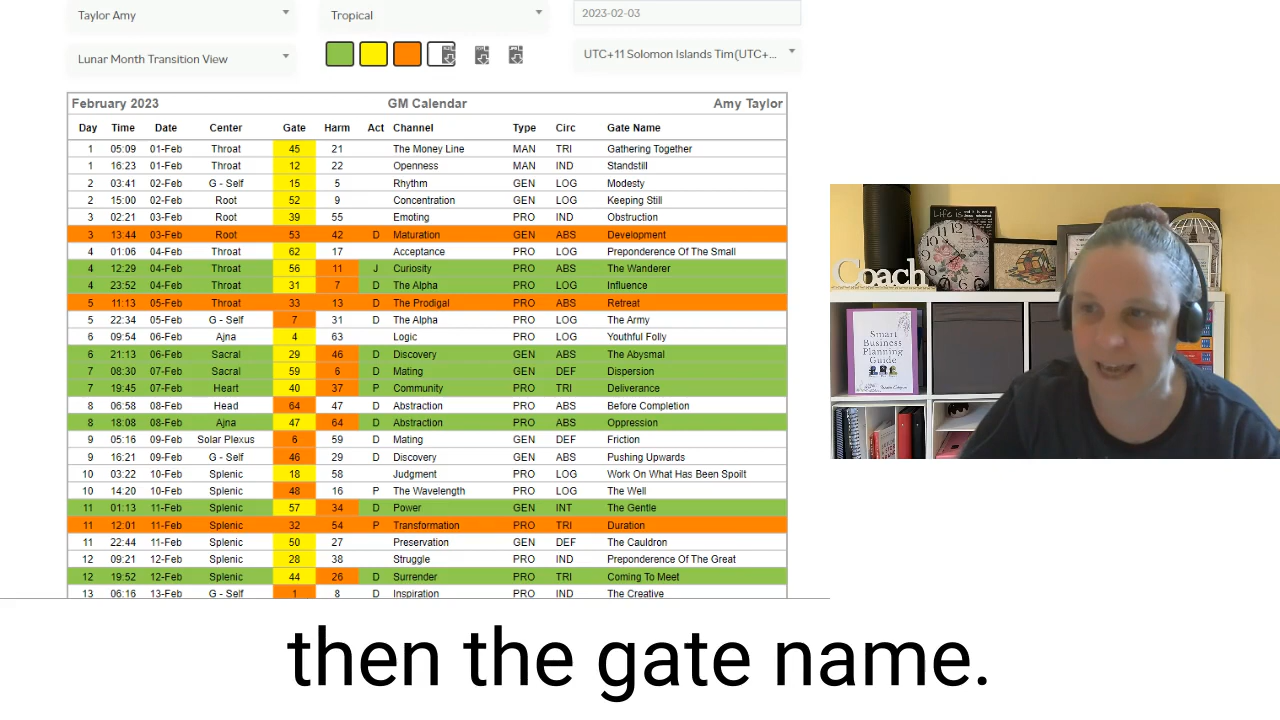 Taylor Amy
Tropical
2023-02-03
Lunar Month Transition View
UTC+11 Solomon Islands Tim(UTC+...
February 2023 GM Calendar Amy Taylor
Day Time Date Center Gate Harm Act Channel Type Circ Gate Name
1 05:09 01-Feb Throat 45 21 The Money Line MAN TRI Gathering Together
1 16:23 01-Feb Throat 12 22 Openness MAN IND Standstill
2 03:41 02-Feb G - Self 15 5 Rhythm GEN LOG Modesty
2 15:00 02-Feb Root 52 9 Concentration GEN LOG Keeping Still
3 02:21 03-Feb Root 39 55 Emoting PRO IND Obstruction
3 13:44 03-Feb Root 53 42 D Maturation GEN ABS Development
4 01:06 04-Feb Throat 62 17 Acceptance PRO LOG Preponderence Of The Small
4 12:29 04-Feb Throat 56 11 J Curiosity PRO ABS The Wanderer
4 23:52 04-Feb Throat 31 7 D The Alpha PRO LOG Influence
5 11:13 05-Feb Throat 33 13 D The Prodigal PRO ABS Retreat
5 22:34 05-Feb G - Self 7 31 D The Alpha PRO LOG The Army
6 09:54 06-Feb Ajna 4 63 Logic PRO LOG Youthful Folly
6 21:13 06-Feb Sacral 29 46 D Discovery GEN ABS The Abysmal
7 08:30 07-Feb Sacral 59 6 D Mating GEN DEF Dispersion
7 19:45 07-Feb Heart 40 37 P Community PRO TRI Deliverance
8 06:58 08-Feb Head 64 47 D Abstraction PRO ABS Before Completion
8 18:08 08-Feb Ajna 47 64 D Abstraction PRO ABS Oppression
9 05:16 09-Feb Solar Plexus 6 59 D Mating GEN DEF Friction
9 16:21 09-Feb G - Self 46 29 D Discovery GEN ABS Pushing Upwards
10 03:22 10-Feb Splenic 18 58 Judgment PRO LOG Work On What Has Been Spoilt
10 14:20 10-Feb Splenic 48 16 P The Wavelength PRO LOG The Well
11 01:13 11-Feb Splenic 57 34 D Power GEN INT The Gentle
11 12:01 11-Feb Splenic 32 54 P Transformation PRO TRI Duration
11 22:44 11-Feb Splenic 50 27 Preservation GEN DEF The Cauldron
12 09:21 12-Feb Splenic 28 38 Struggle PRO IND Preponderance Of The Great
12 19:52 12-Feb Splenic 44 26 D Surrender PRO TRI Coming To Meet
13 06:16 13-Feb G - Self 1 8 D Inspiration PRO IND The Creative
Life is
Coach
Smart
Business
Planning
Guide
then the gate name.